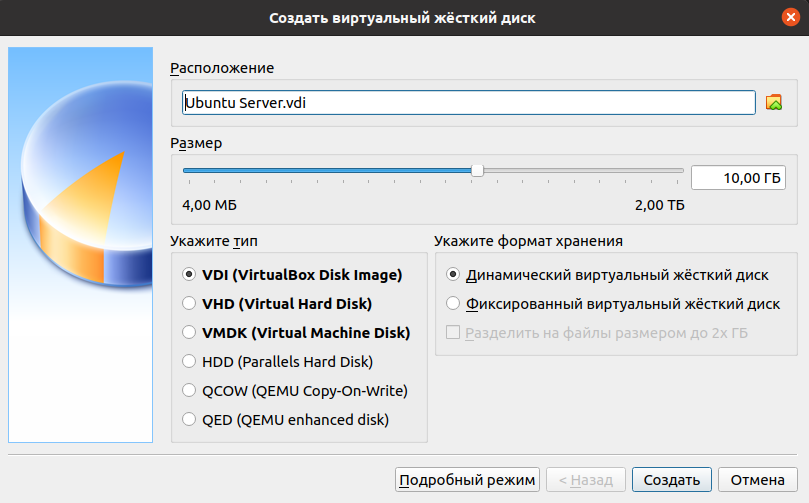 Создать виртуальный жёсткий диск
Расположение
Ubuntu Server.vdi
Размер
10,00 ГБ
4,00 МБ 2,00 ТБ
Укажите тип
VDI (VirtualBox Disk Image)
VHD (Virtual Hard Disk)
VMDK (Virtual Machine Disk)
HDD (Parallels Hard Disk)
QCOW (QEMU Copy-On-Write)
QED (QEMU enhanced disk)
Укажите формат хранения
Динамический виртуальный жёсткий диск
Фиксированный виртуальный жёсткий диск
Разделить на файлы размером до 2х ГБ
Подробный режим < Назад Создать Отмена